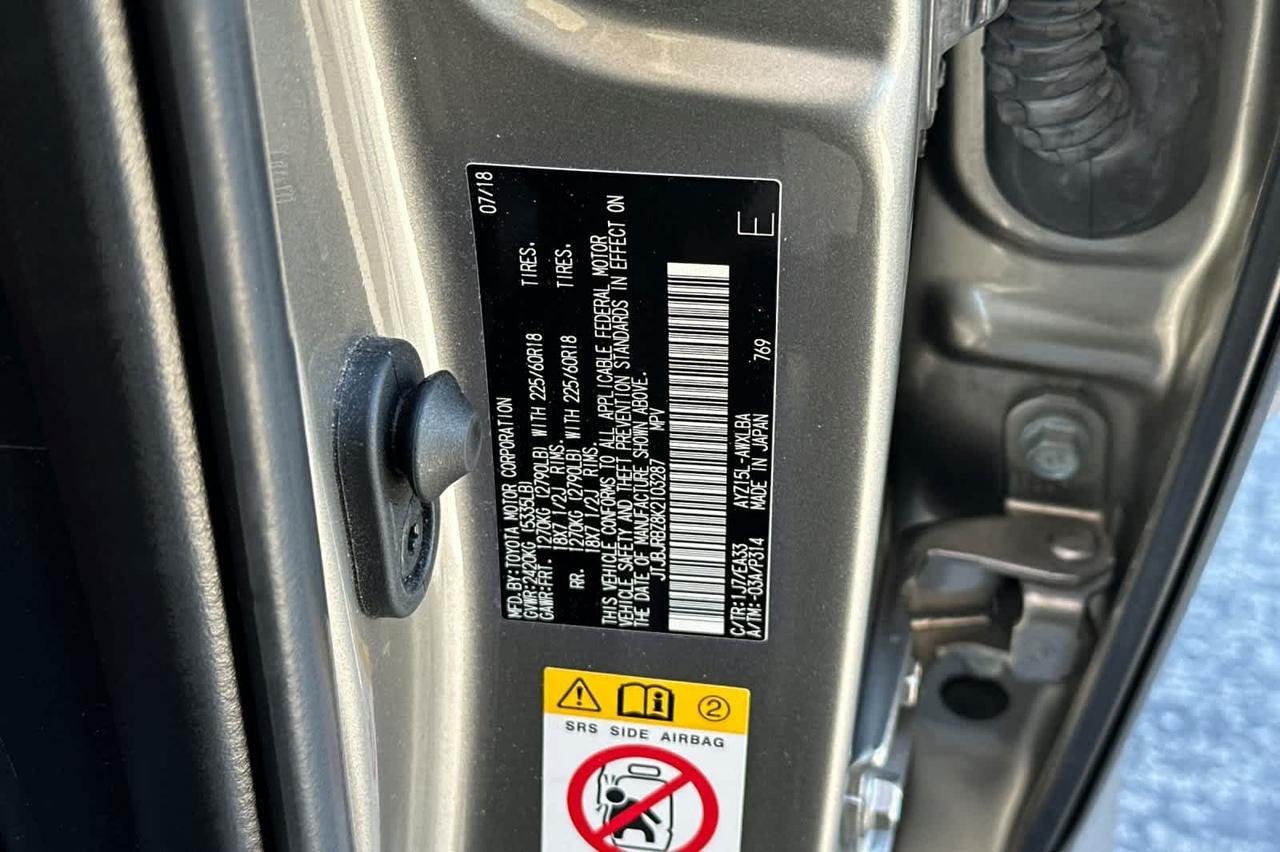 07/18
MFD.BY:TOYOTA MOTOR CORPORATION
GVWR:2420KG (5335LB)
GAWR:FRT. 1270KG (2790LB) WITH 225/60R18 TIRES.
18X7 1/2J RIMS.
RR. 1270KG (2790LB) WITH 225/60R18 TIRES.
18X7 1/2J RIMS.
THIS VEHICLE CONFORMS TO ALL APPLICABLE FEDERAL MOTOR
VEHICLE SAFETY AND THEFT PREVENTION STANDARDS IN EFFECT ON
THE DATE OF MANUFACTURE SHOWN ABOVE.
JTJBJRBZ8K2103287 MPV
C/TR:1J7/EA33 AYZ15L-AWXLBA 769
A/TM:-03A/P314 MADE IN JAPAN
E
2
SRS SIDE AIRBAG